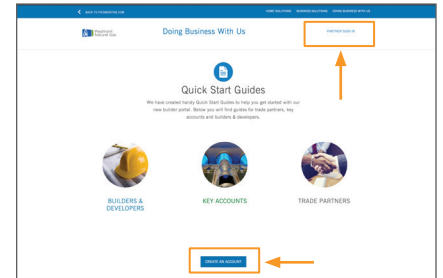 BACK TO PIEDMONTNG.COM
HOME SOLUTIONS BUSINESS SOLUTIONS DOING BUSINESS WITH US
Piedmont
Natural Gas
Doing Business With Us
PARTNER SIGN IN
Quick Start Guides
We have created handy Quick Start Guides to help you get started with our
new builder portal. Below you will find guides for trade partners, key
accounts and builders & developers.
BUILDERS &
DEVELOPERS
KEY ACCOUNTS
TRADE PARTNERS
CREATE AN ACCOUNT